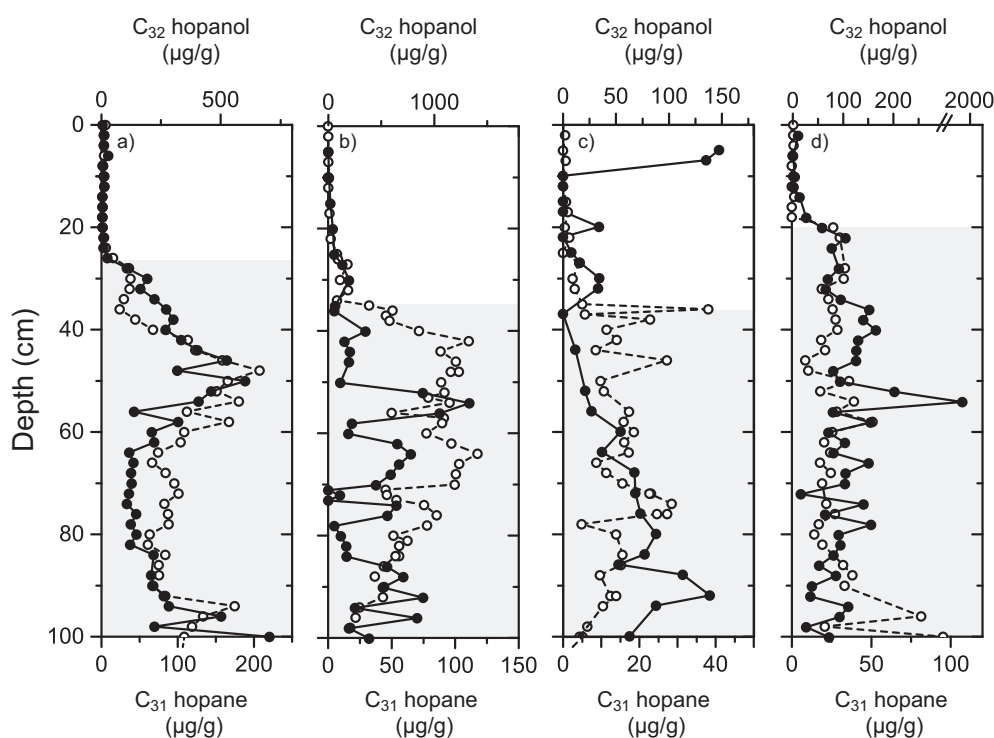 C32 hopanol C32 hopanol C32 hopanol C32 hopanol
(µg/g) (µg/g) (µg/g) (µg/g)
0 500 0 1000 0 50 100 150 0 100 200 2000
a) b) c) d)
0
20
40
60
80
100
Depth (cm)
0 100 200 0 50 100 150 0 20 40 0 50 100
C31 hopane C31 hopane C31 hopane C31 hopane
(µg/g) (µg/g) (µg/g) (µg/g)